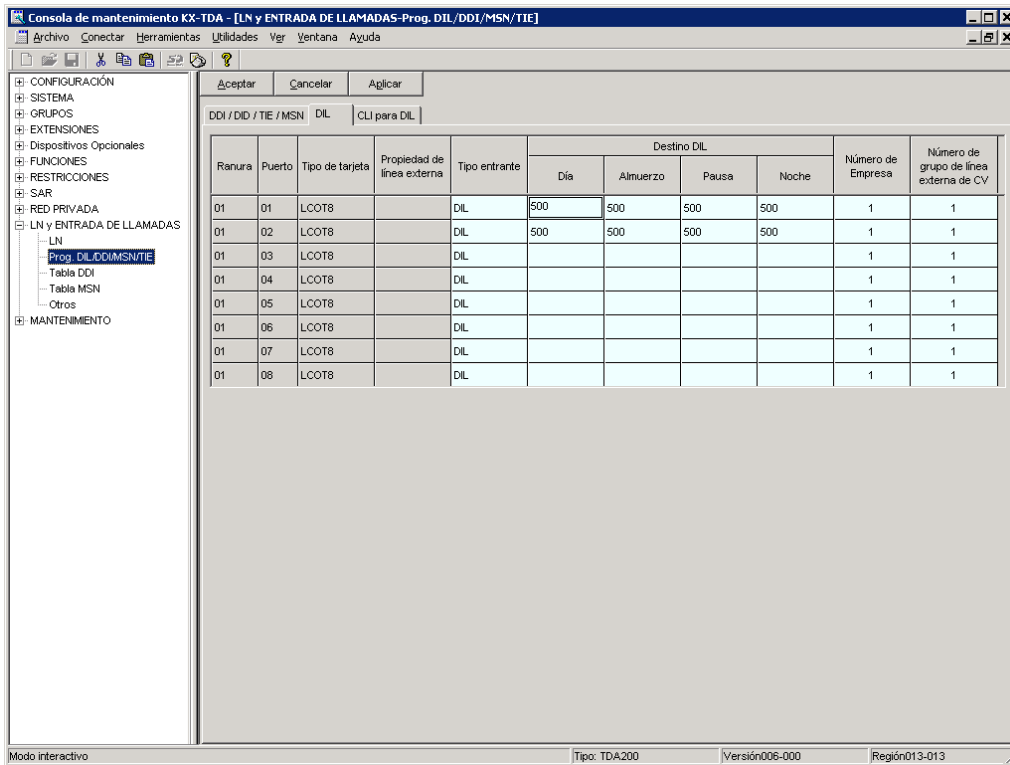 Consola de mantenimiento KX-TDA - [LN y ENTRADA DE LLAMADAS-Prog. DIL/DDI/MSN/TIE]
Archivo Conectar Herramientas Utilidades Ver Ventana Ayuda
CONFIGURACIÓN
SISTEMA
GRUPOS
EXTENSIONES
Dispositivos Opcionales
FUNCIONES
RESTRICCIONES
SAR
RED PRIVADA
LN y ENTRADA DE LLAMADAS
LN
Prog. DIL/DDI/MSN/TIE
Tabla DDI
Tabla MSN
Otros
MANTENIMIENTO
Aceptar Cancelar Aplicar
DDI / DID / TIE / MSN DIL CLI para DIL
Ranura Puerto Tipo de tarjeta Propiedad de línea externa Tipo entrante Destino DIL Número de Empresa Número de grupo de línea externa de CV
Día Almuerzo Pausa Noche
01 01 LCOT8 DIL 500 500 500 500 1 1
01 02 LCOT8 DIL 500 500 500 500 1 1
01 03 LCOT8 DIL 1 1
01 04 LCOT8 DIL 1 1
01 05 LCOT8 DIL 1 1
01 06 LCOT8 DIL 1 1
01 07 LCOT8 DIL 1 1
01 08 LCOT8 DIL 1 1
Modo interactivo Tipo: TDA200 Versión006-000 Región013-013